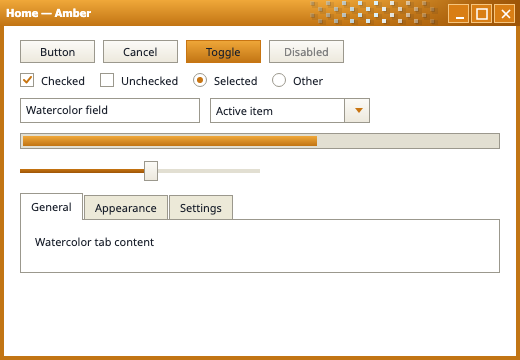 Home — Amber
Button Cancel Toggle Disabled
Checked Unchecked Selected Other
Watercolor field Active item
General Appearance Settings
Watercolor tab content